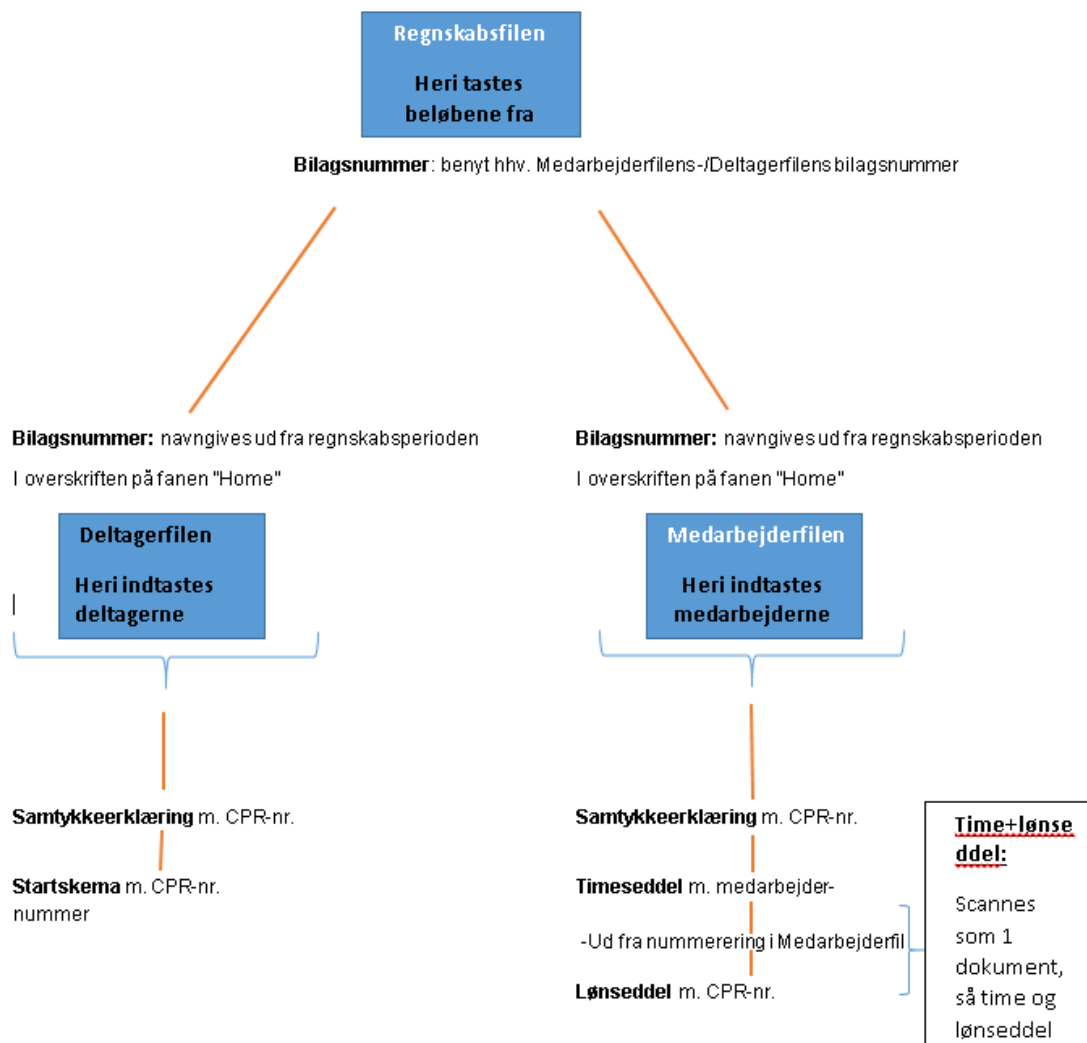 Regnskabsfilen
Heri tastes
beløbene fra
Bilagsnummer: benyt hhv. Medarbejderfilens-/Deltagerfilens bilagsnummer
Bilagsnummer: navngives ud fra regnskabsperioden
I overskriften på fanen "Home"
Deltagerfilen
Heri indtastes
deltagerne
Samtykkeerklæring m. CPR-nr.
Startskema m. CPR-nr.
nummer
Bilagsnummer: navngives ud fra regnskabsperioden
I overskriften på fanen "Home"
Medarbejderfilen
Heri indtastes
medarbejderne
Samtykkeerklæring m. CPR-nr.
Timeseddel m. medarbejder-
-Ud fra nummerering i Medarbejderfil
Lønseddel m. CPR-nr.
Time+lønse
ddel:
Scannes
som 1
dokument,
så time og
lønseddel